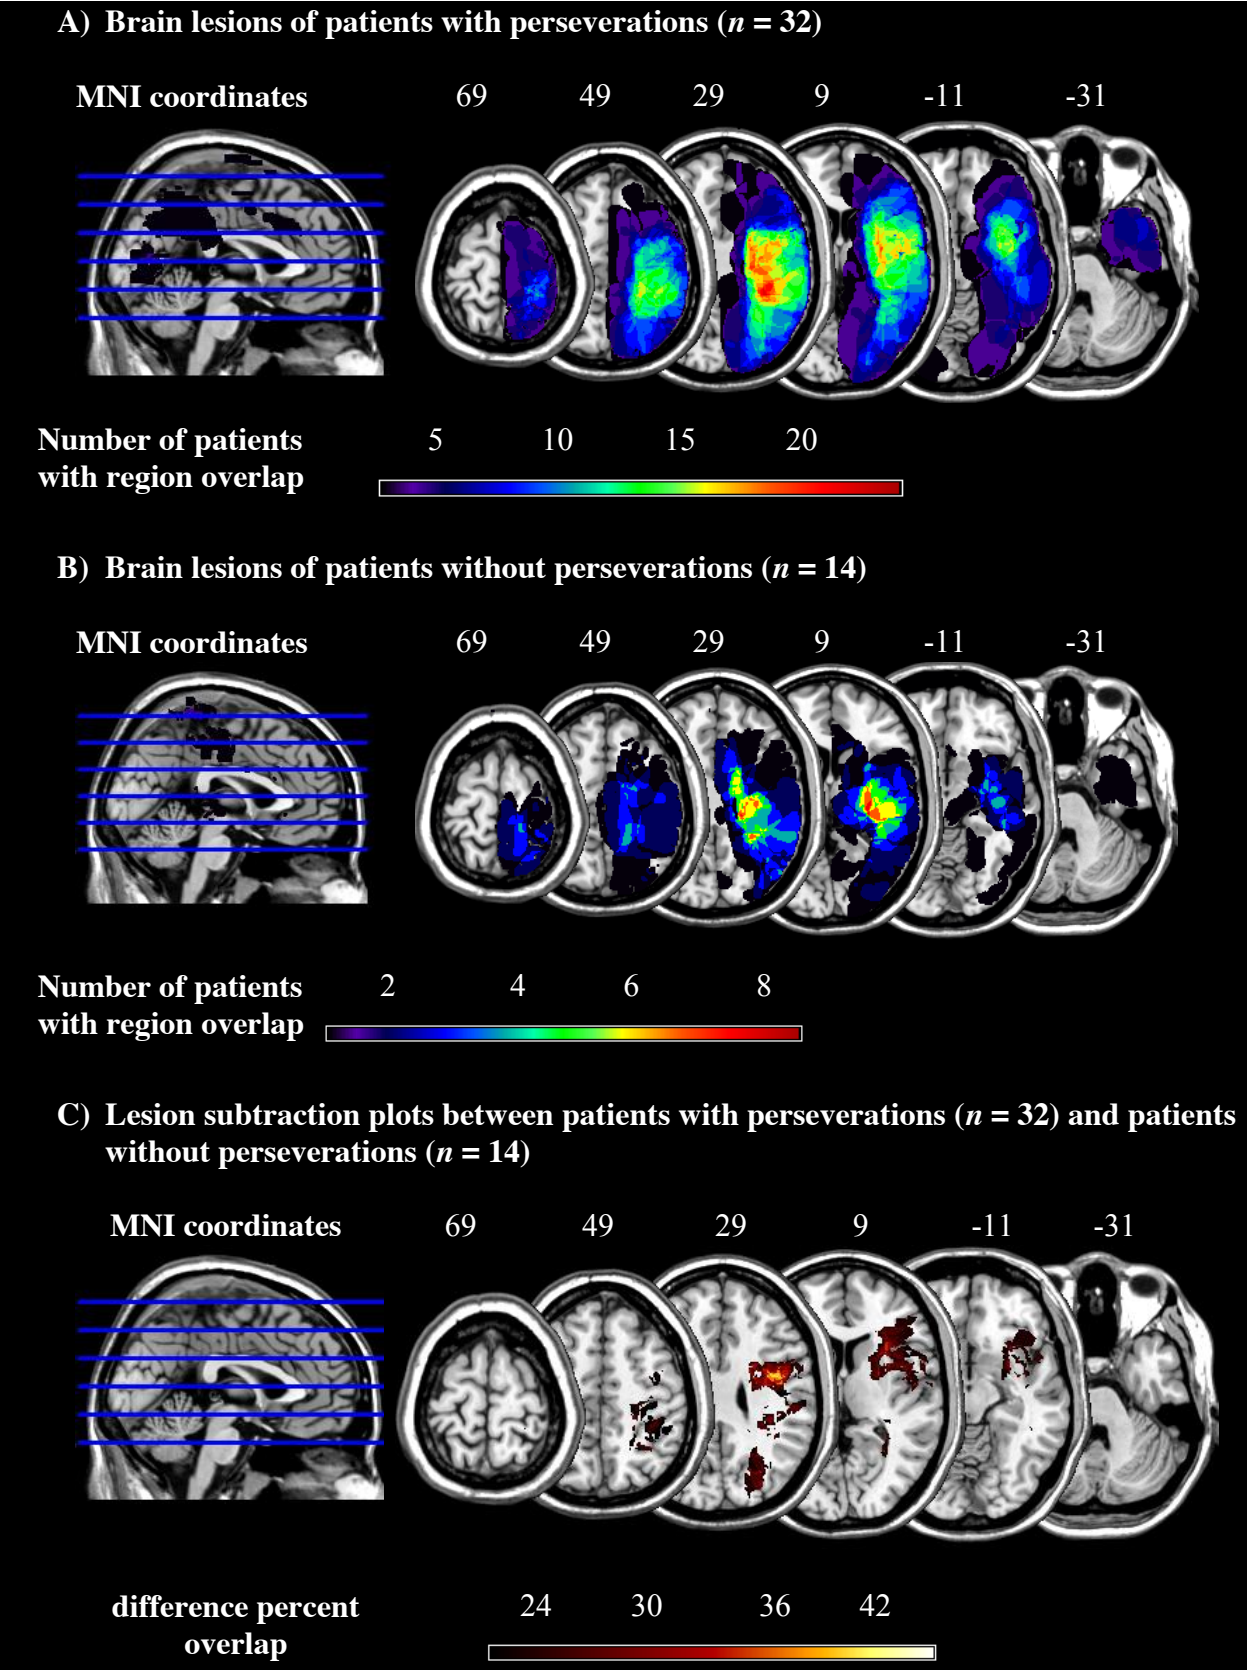 A) Brain lesions of patients with perseverations (n = 32)
MNI coordinates 69 49 29 9 -11 -31
Number of patients 5 10 15 20
with region overlap
B) Brain lesions of patients without perseverations (n = 14)
MNI coordinates 69 49 29 9 -11 -31
Number of patients 2 4 6 8
with region overlap
C) Lesion subtraction plots between patients with perseverations (n = 32) and patients
without perseverations (n = 14)
MNI coordinates 69 49 29 9 -11 -31
difference percent 24 30 36 42
overlap